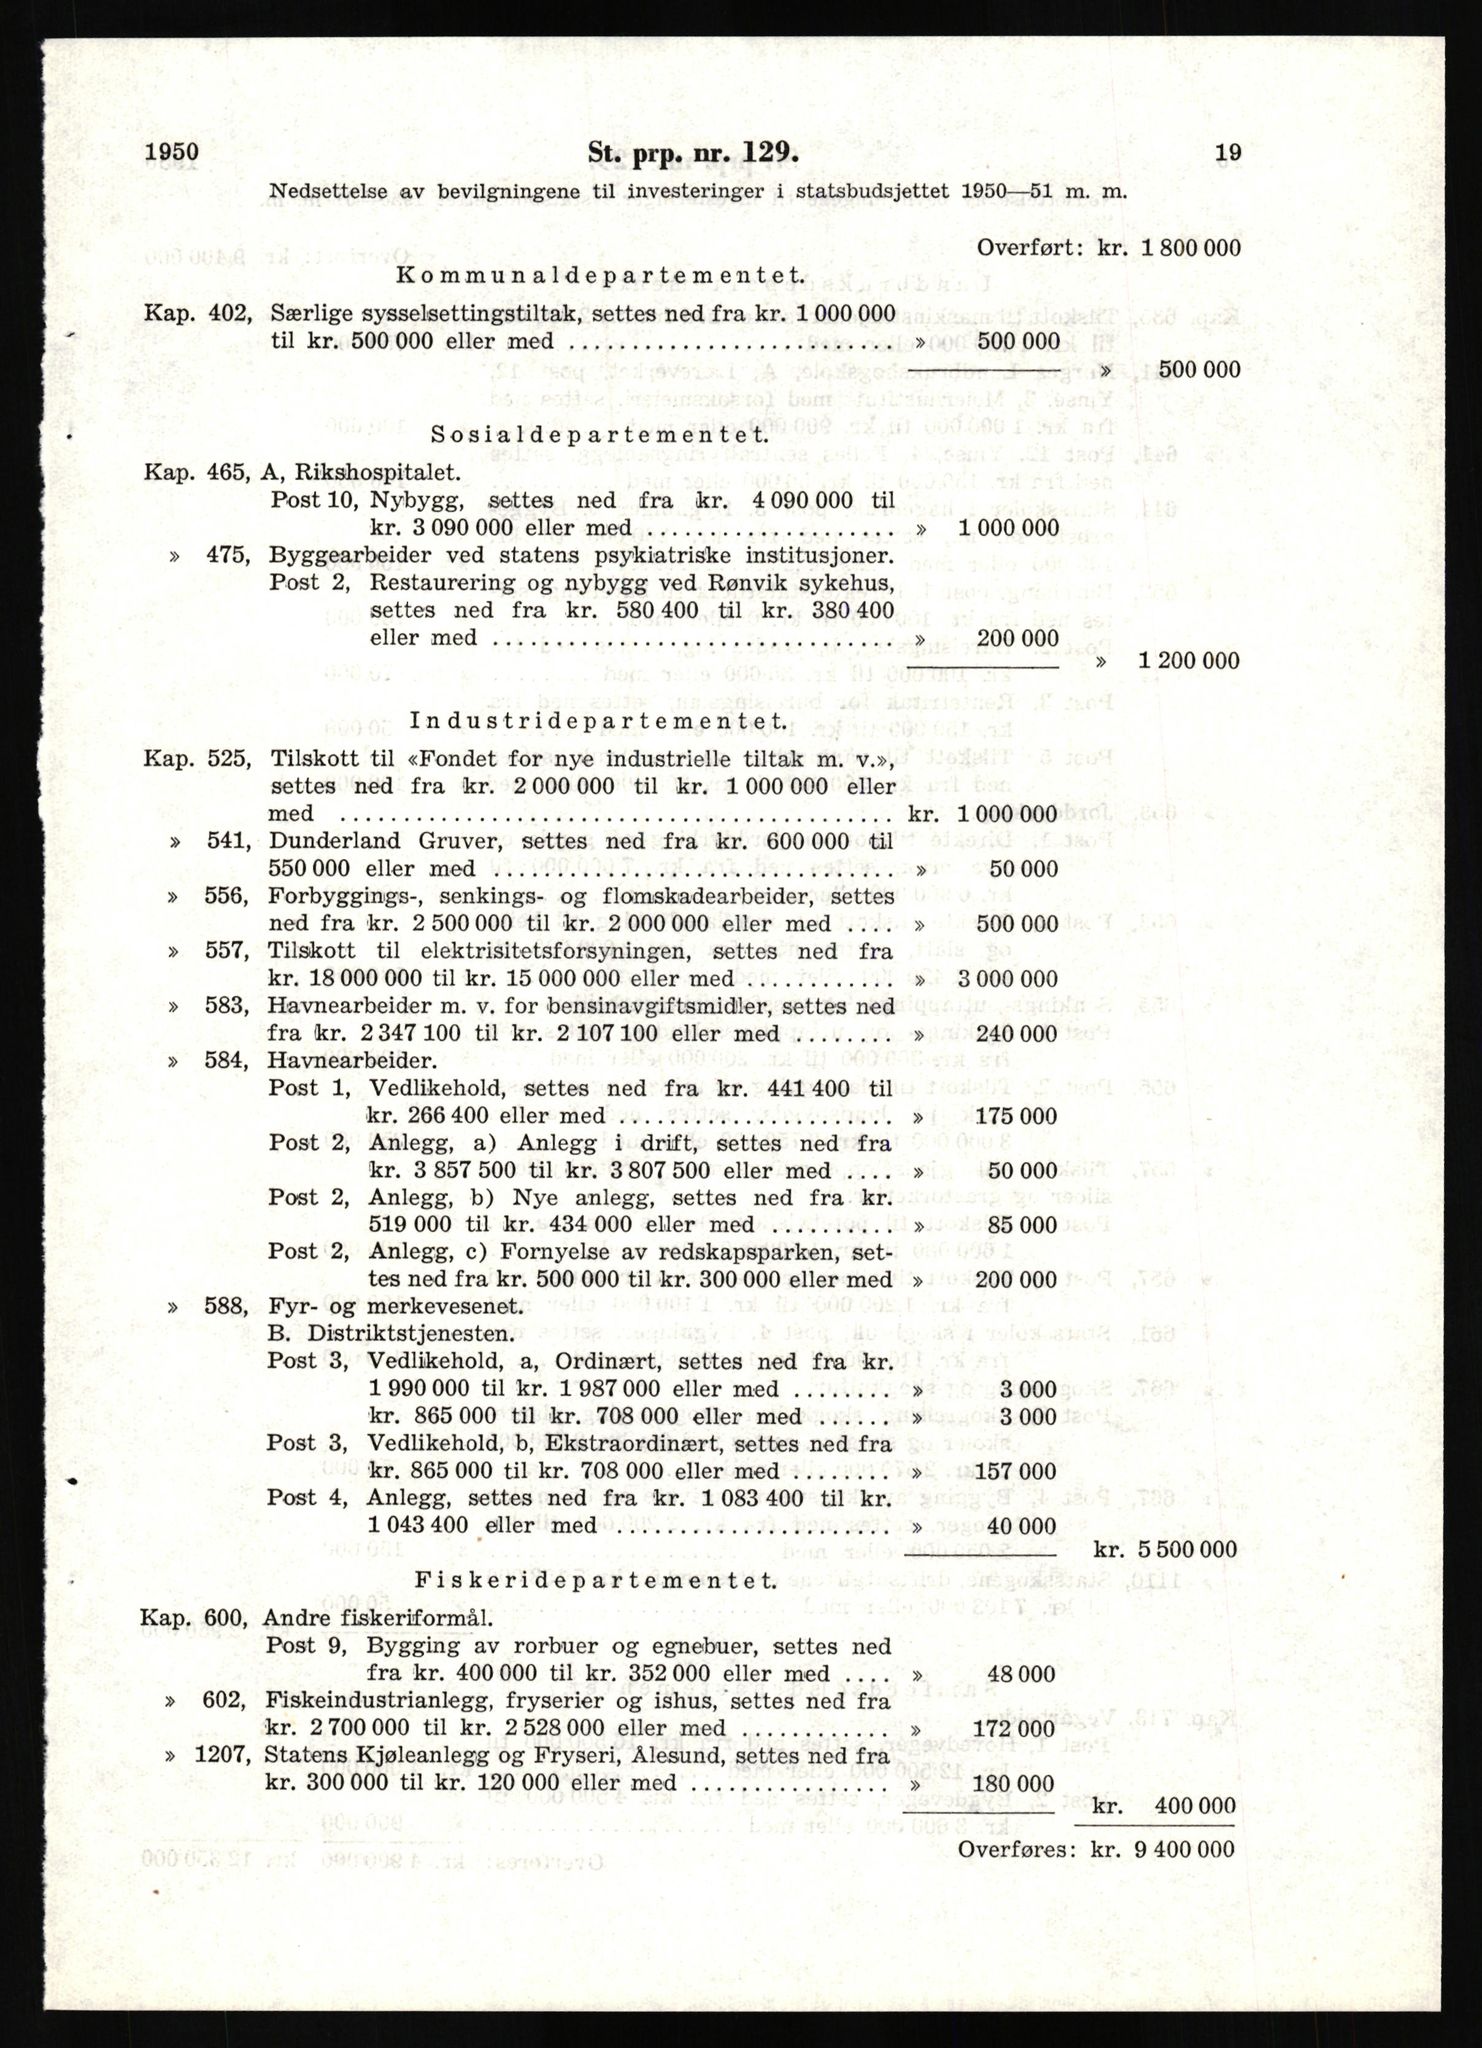 1950 St. prp. nr. 129. 19
Nedsettelse av bevilgningene til investeringer i statsbudsjettet 1950—51 m. m.
Overført: kr. 1 800 000
Kommunaldepartementet.
Kap. 402, Særlige sysselsettingstiltak, settes ned fra kr. 1 000 000
til kr. 500 000 eller med .......................... » 500 000
» 500 000
Sosialdepartementet.
Kap. 465, A, Rikshospitalet.
Post 10, Nybygg, settes ned fra kr. 4 090 000 til
kr. 3 090 000 eller med .................... » 1 000 000
» 475, Byggearbeider ved statens psykiatriske institusjoner.
Post 2, Restaurering og nybygg ved Rønvik sykehus,
settes ned fra kr. 580 400 til kr. 380 400
eller med ................................ » 200 000
» 1 200 000
Industridepartementet.
Kap. 525, Tilskott til «Fondet for nye industrielle tiltak m. v.»,
settes ned fra kr. 2 000 000 til kr. 1 000 000 eller
med ............................................ kr. 1 000 000
» 541, Dunderland Gruver, settes ned fra kr. 600 000 til
550 000 eller med ................................ » 50 000
» 556, Forbyggings-, senkings- og flomskadearbeider, settes
ned fra kr. 2 500 000 til kr. 2 000 000 eller med .... » 500 000
» 557, Tilskott til elektrisitetsforsyningen, settes ned fra
kr. 18 000 000 til kr. 15 000 000 eller med ............ » 3 000 000
» 583, Havnearbeider m. v. for bensinavgiftsmidler, settes ned
fra kr. 2 347 100 til kr. 2 107 100 eller med ........ » 240 000
» 584, Havnearbeider.
Post 1, Vedlikehold, settes ned fra kr. 441 400 til
kr. 266 400 eller med ...................... » 175 000
Post 2, Anlegg, a) Anlegg i drift, settes ned fra
kr. 3 857 500 til kr. 3 807 500 eller med .... » 50 000
Post 2, Anlegg, b) Nye anlegg, settes ned fra kr.
519 000 til kr. 434 000 eller med .......... » 85 000
Post 2, Anlegg, c) Fornyelse av redskapsparken, set-
tes ned fra kr. 500 000 til kr. 300 000 eller med » 200 000
» 588, Fyr- og merkevesenet.
B. Distriktstjenesten.
Post 3, Vedlikehold, a, Ordinært, settes ned fra kr.
1 990 000 til kr. 1 987 000 eller med ........ » 3 000
kr. 865 000 til kr. 708 000 eller med ...... » 3 000
Post 3, Vedlikehold, b, Ekstraordinært, settes ned fra
kr. 865 000 til kr. 708 000 eller med ........ » 157 000
Post 4, Anlegg, settes ned fra kr. 1 083 400 til kr.
1 043 400 eller med ...................... » 40 000
kr. 5 500 000
Fiskeridepartementet.
Kap. 600, Andre fiskeriformål.
Post 9, Bygging av rorbuer og egnebuer, settes ned
fra kr. 400 000 til kr. 352 000 eller med .... » 48 000
» 602, Fiskeindustrianlegg, fryserier og ishus, settes ned fra
kr. 2 700 000 til kr. 2 528 000 eller med ............ » 172 000
» 1207, Statens Kjøleanlegg og Fryseri, Ålesund, settes ned fra
kr. 300 000 til kr. 120 000 eller med ................ » 180 000
kr. 400 000
Overføres: kr. 9 400 000